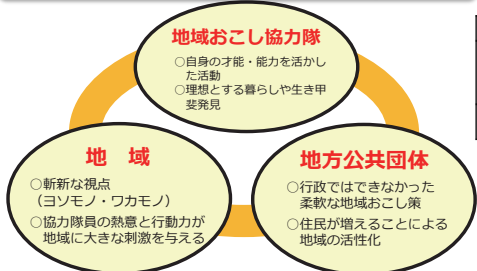 地域おこし協力隊
○自身の才能・能力を活かし
た活動
○理想とする暮らしや生き甲
斐発見
地　域
○斬新な視点
（ヨソモノ・ワカモノ）
○協力隊員の熱意と行動力が
地域に大きな刺激を与える
地方公共団体
○行政ではできなかった
柔軟な地域おこし策
○住民が増えることによる
地域の活性化